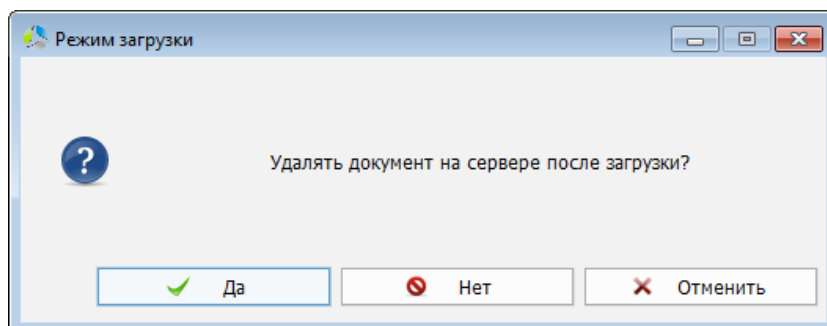 Режим загрузки
?
Удалять документ на сервере после загрузки?
Да
Нет
Отменить